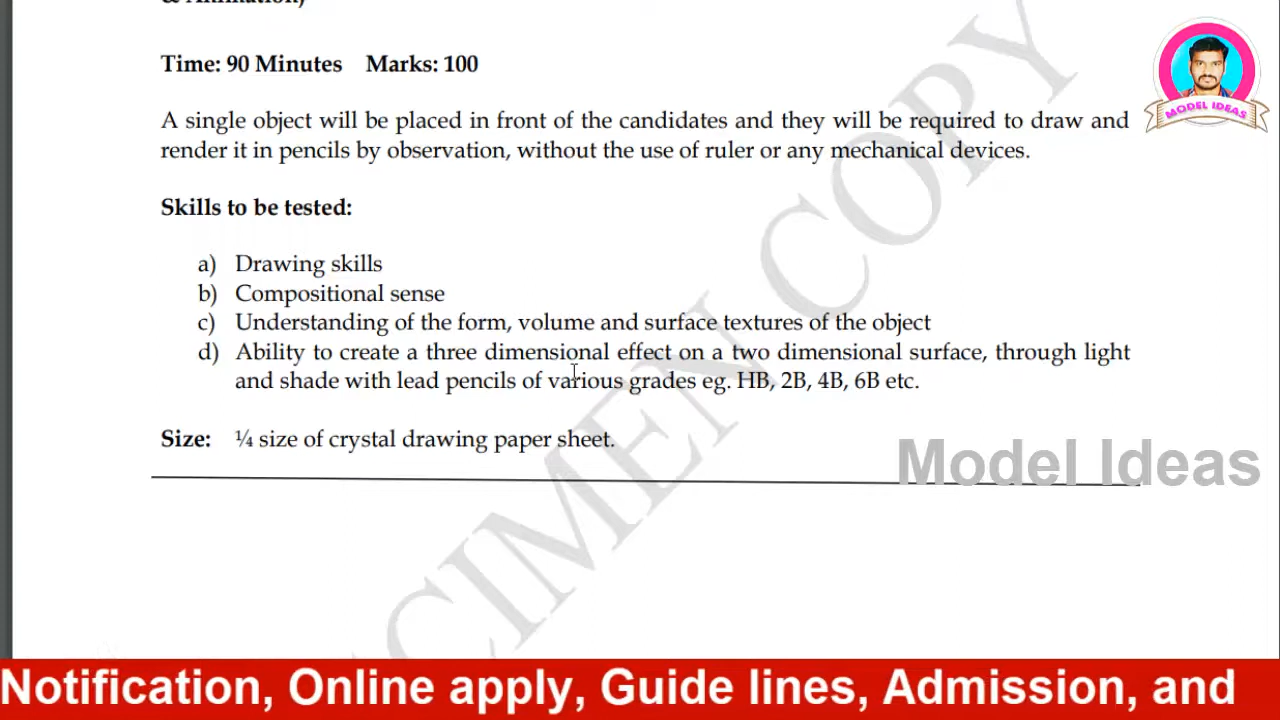 & Animation)
Time: 90 Minutes Marks: 100
MODEL IDEAS
A single object will be placed in front of the candidates and they will be required to draw and
render it in pencils by observation, without the use of ruler or any mechanical devices.
Skills to be tested:
a) Drawing skills
b) Compositional sense
c) Understanding of the form, volume and surface textures of the object
d) Ability to create a three dimensional effect on a two dimensional surface, through light
and shade with lead pencils of various grades eg. HB, 2B, 4B, 6B etc.
Size: ¼ size of crystal drawing paper sheet.
Model Ideas
CIMEN COPY
Notification, Online apply, Guide lines, Admission, and